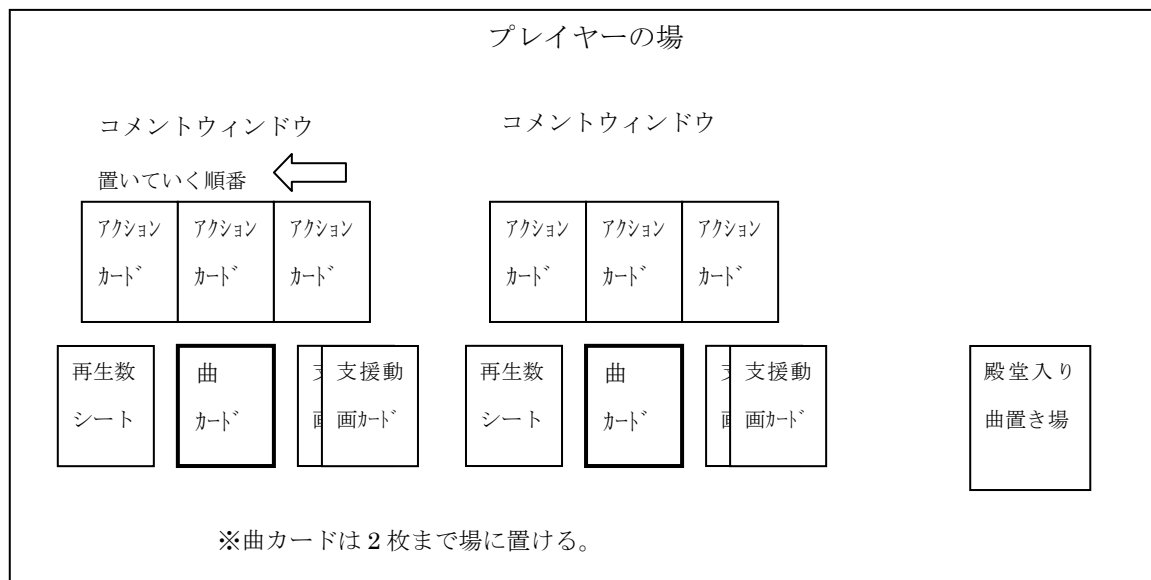 プレイヤーの場
コメントウィンドウ
コメントウィンドウ
置いていく順番
ｱｸｼｮﾝ
ｶｰﾄﾞ
ｱｸｼｮﾝ
ｶｰﾄﾞ
ｱｸｼｮﾝ
ｶｰﾄﾞ
ｱｸｼｮﾝ
ｶｰﾄﾞ
ｱｸｼｮﾝ
ｶｰﾄﾞ
ｱｸｼｮﾝ
ｶｰﾄﾞ
再生数
シート
曲
ｶｰﾄﾞ
支援動
画ｶｰﾄﾞ
再生数
シート
曲
ｶｰﾄﾞ
支援動
画ｶｰﾄﾞ
殿堂入り
曲置き場
※曲カードは2枚まで場に置ける。